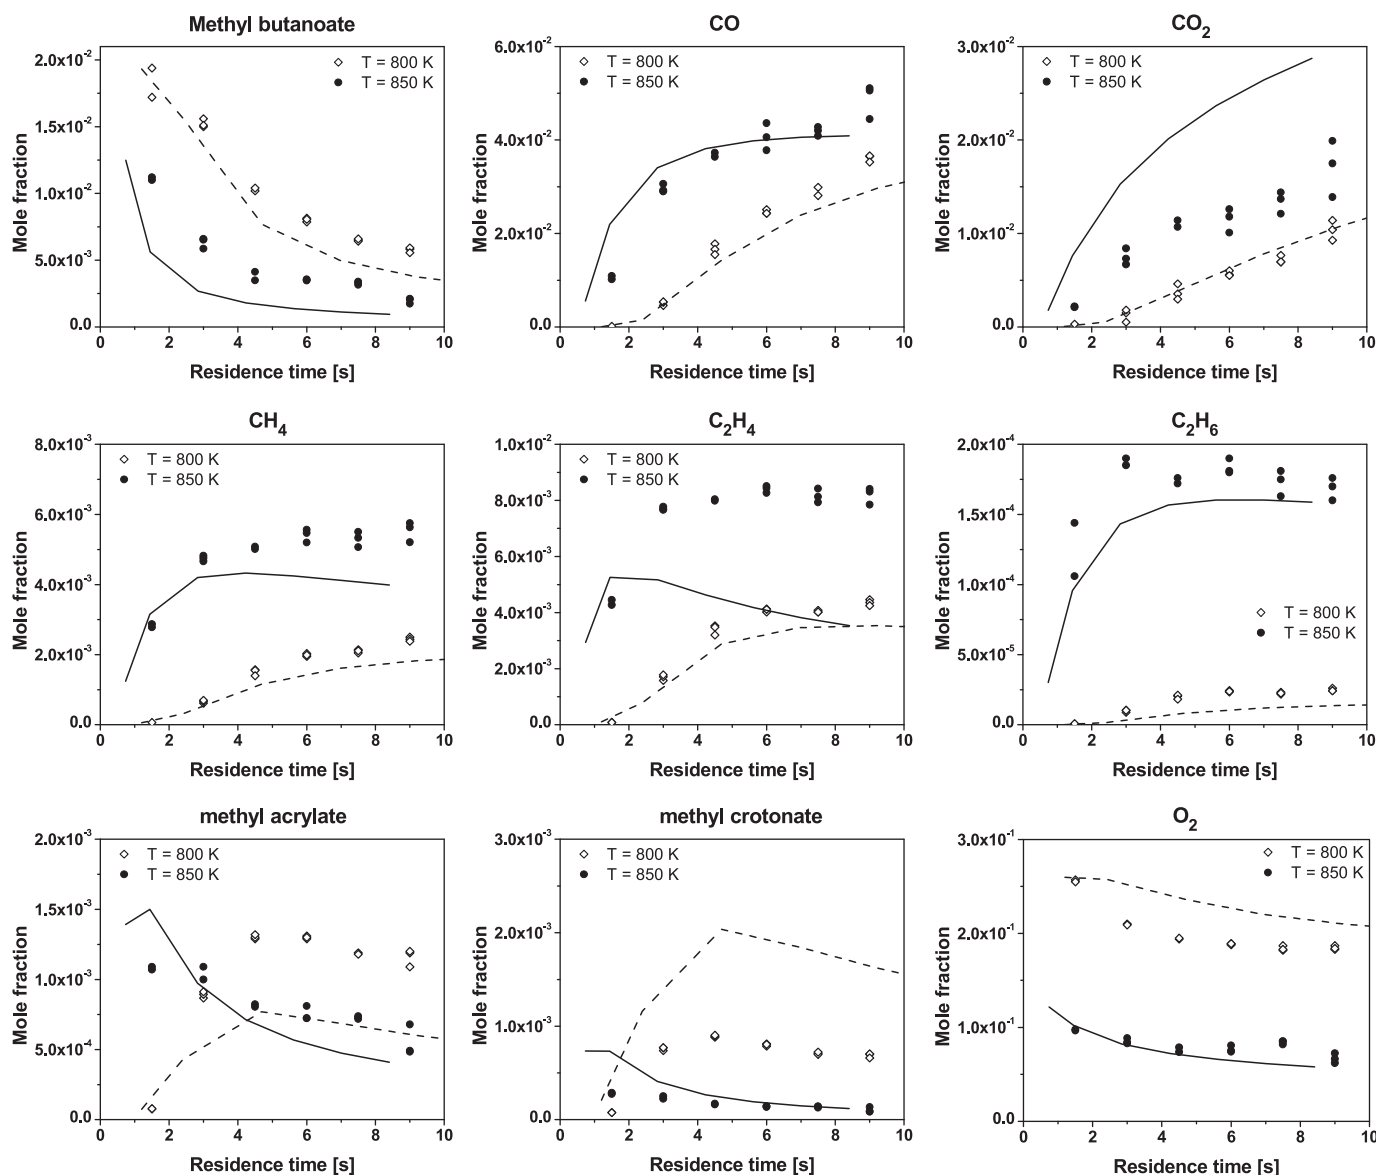 Methyl butanoate
2.0x10⁻²
1.5x10⁻²
1.0x10⁻²
5.0x10⁻³
0.0
T = 800 K
T = 850 K
Mole fraction
0 2 4 6 8 10
Residence time [s]
CO
6.0x10⁻²
4.0x10⁻²
2.0x10⁻²
0.0
T = 800 K
T = 850 K
Mole fraction
0 2 4 6 8 10
Residence time [s]
CO₂
3.0x10⁻²
2.0x10⁻²
1.0x10⁻²
0.0
T = 800 K
T = 850 K
Mole fraction
0 2 4 6 8 10
Residence time [s]
CH₄
8.0x10⁻³
6.0x10⁻³
4.0x10⁻³
2.0x10⁻³
0.0
T = 800 K
T = 850 K
Mole fraction
0 2 4 6 8 10
Residence time [s]
C₂H₄
1.0x10⁻²
8.0x10⁻³
6.0x10⁻³
4.0x10⁻³
2.0x10⁻³
0.0
T = 800 K
T = 850 K
Mole fraction
0 2 4 6 8 10
Residence time [s]
C₂H₆
2.0x10⁻⁴
1.5x10⁻⁴
1.0x10⁻⁴
5.0x10⁻⁵
0.0
T = 800 K
T = 850 K
Mole fraction
0 2 4 6 8 10
Residence time [s]
methyl acrylate
2.0x10⁻³
1.5x10⁻³
1.0x10⁻³
5.0x10⁻⁴
0.0
T = 800 K
T = 850 K
Mole fraction
0 2 4 6 8 10
Residence time [s]
methyl crotonate
3.0x10⁻³
2.0x10⁻³
1.0x10⁻³
0.0
T = 800 K
T = 850 K
Mole fraction
0 2 4 6 8 10
Residence time [s]
O₂
3.0x10⁻¹
2.0x10⁻¹
1.0x10⁻¹
0.0
T = 800 K
T = 850 K
Mole fraction
0 2 4 6 8 10
Residence time [s]